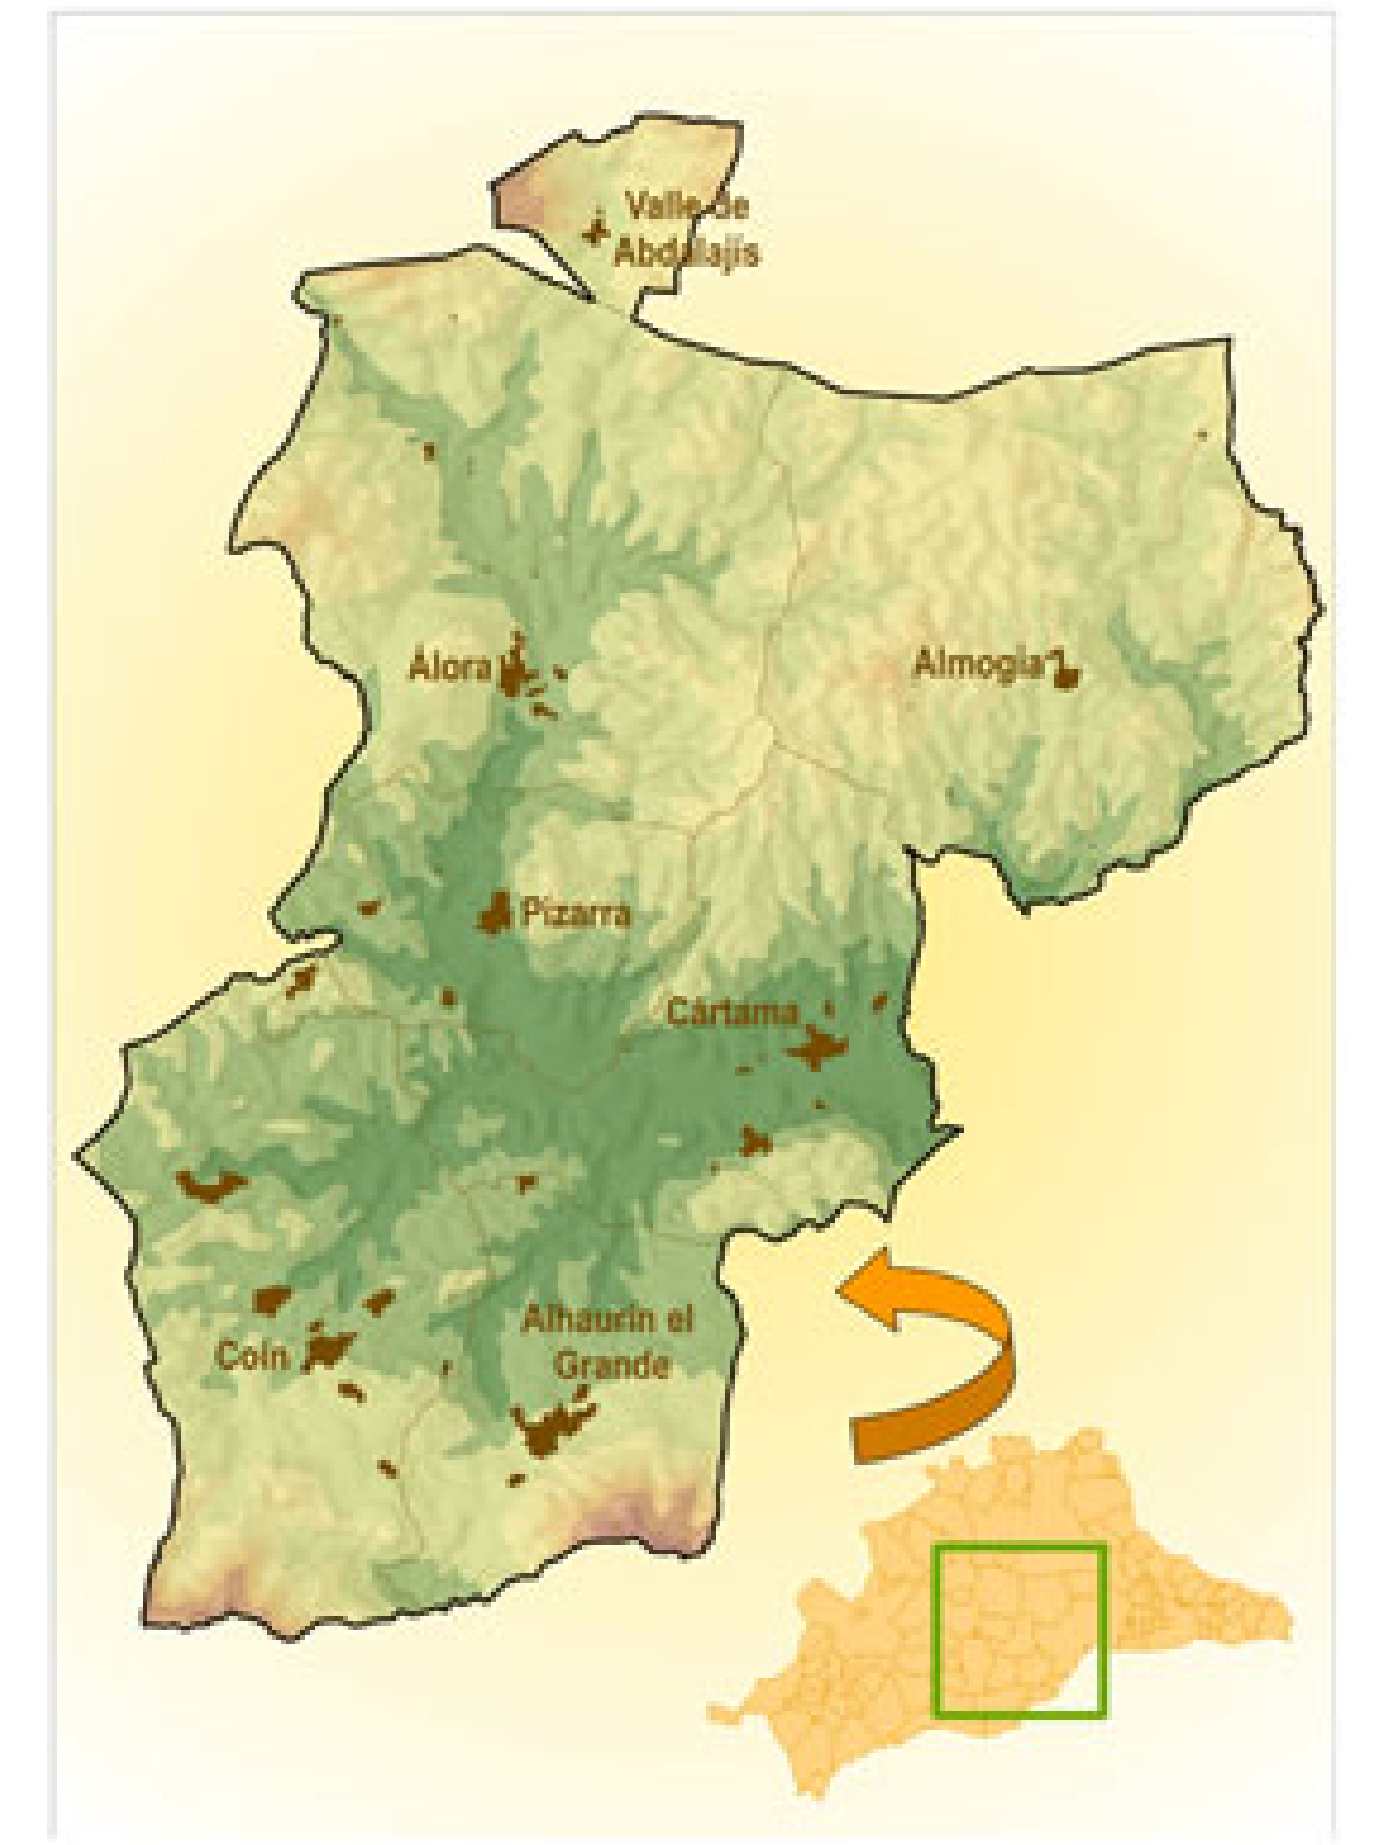 Valle de
Abdalajís
Álora
Almogía
Pizarra
Cártama
Alhaurín el
Grande
Coín